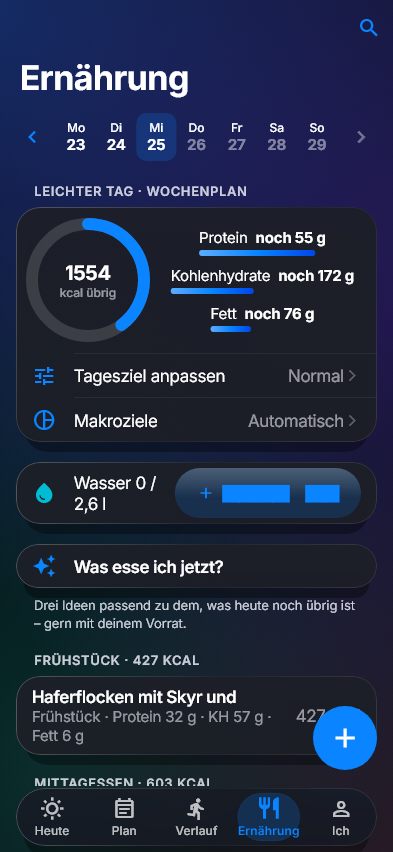 Ernährung
Mo Di Mi Do Fr Sa So
23 24 25 26 27 28 29
LEICHTER TAG · WOCHENPLAN
1554
kcal übrig
Protein noch 55 g
Kohlenhydrate noch 172 g
Fett noch 76 g
Tagesziel anpassen Normal
Makroziele Automatisch
Wasser 0 /
2,6 l
+
Was esse ich jetzt?
Drei Ideen passend zu dem, was heute noch übrig ist
– gern mit deinem Vorrat.
FRÜHSTÜCK · 427 KCAL
Haferflocken mit Skyr und
Frühstück · Protein 32 g · KH 57 g · 427
Fett 6 g
+
MITTAGESSEN · 603 KCAL
Heute Plan Verlauf Ernährung Ich